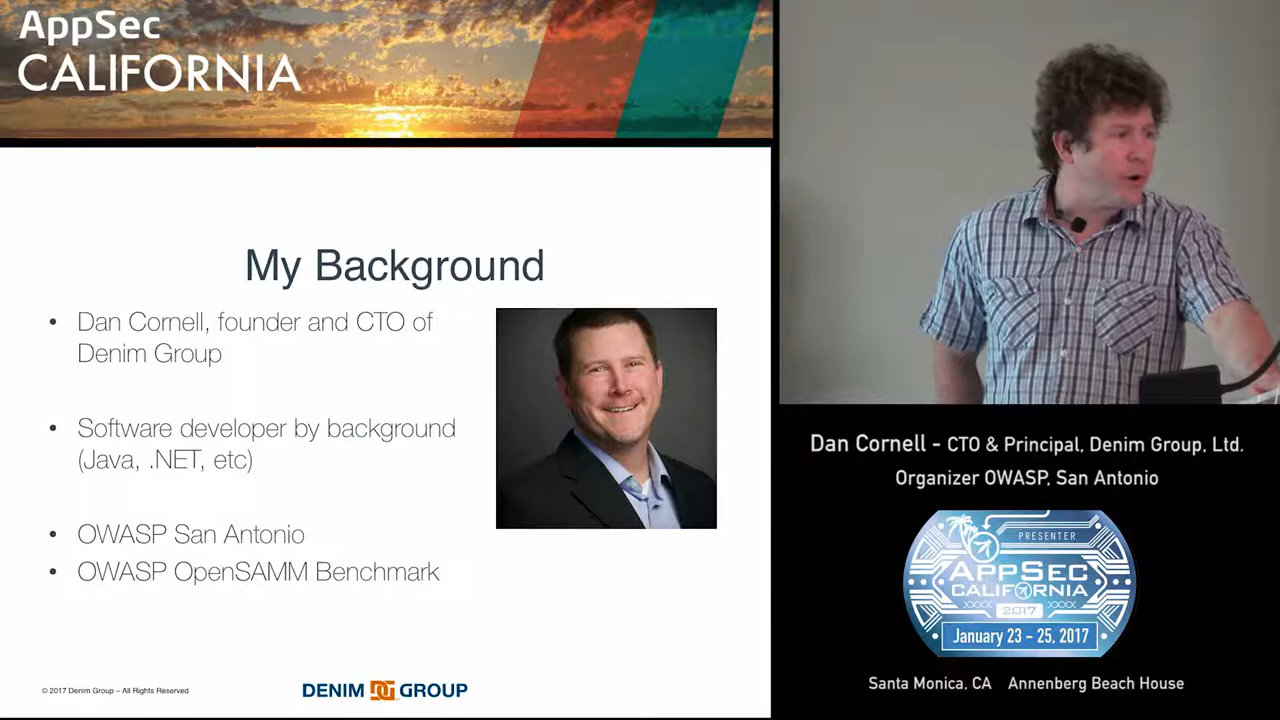 AppSec
CALIFORNIA
My Background
• Dan Cornell, founder and CTO of
Denim Group
• Software developer by background
(Java, .NET, etc)
• OWASP San Antonio
• OWASP OpenSAMM Benchmark
© 2017 Denim Group – All Rights Reserved
DENIM DG GROUP
Dan Cornell - CTO & Principal, Denim Group, Ltd.
Organizer OWASP, San Antonio
PRESENTER
APPSEC
CALIFORNIA
2017
January 23 - 25, 2017
Santa Monica, CA Annenberg Beach House